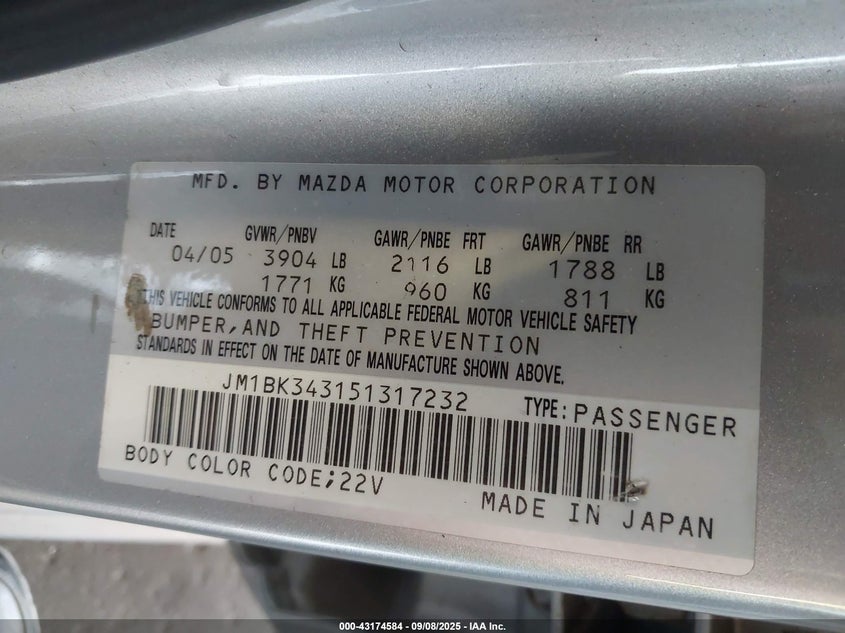 MFD. BY MAZDA MOTOR CORPORATION
DATE GVWR/PNBV GAWR/PNBE FRT GAWR/PNBE RR
04/05 3904 LB 2116 LB 1788 LB
1771 KG 960 KG 811 KG
THIS VEHICLE CONFORMS TO ALL APPLICABLE FEDERAL MOTOR VEHICLE SAFETY
BUMPER,AND THEFT PREVENTION
STANDARDS IN EFFECT ON THE DATE OF MANUFACTURE SHOWN ABOVE.
JM1BK343151317232 TYPE:PASSENGER
BODY COLOR CODE;22V
MADE IN JAPAN
000-43174584 - 09/08/2025 - IAA Inc.